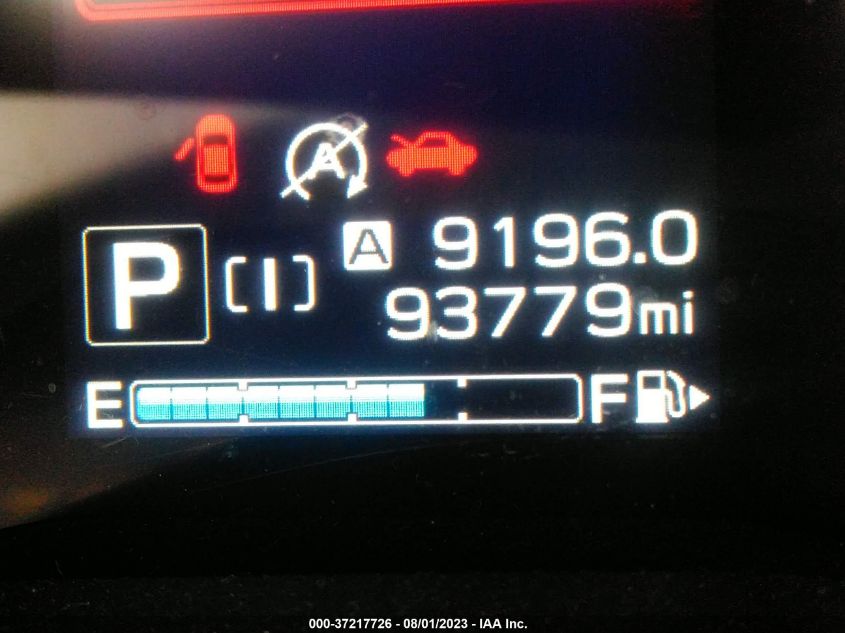 A
A 9196.0
P [I]
93779mi
E F
000-37217726 - 08/01/2023 - IAA Inc.